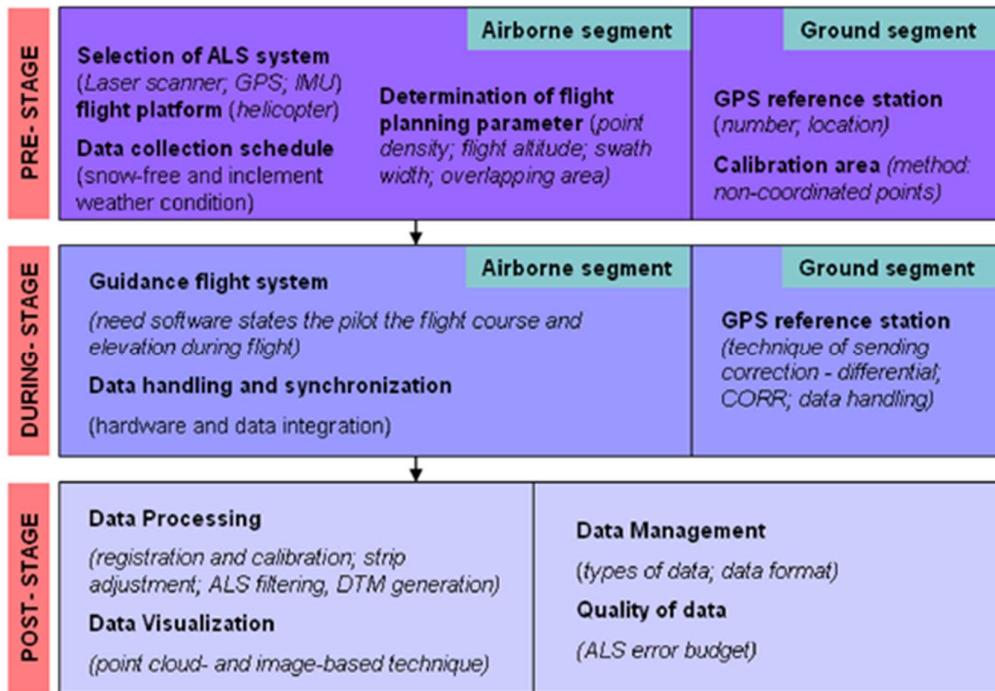 PRE- STAGE
Airborne segment
Selection of ALS system
(Laser scanner; GPS; IMU)
flight platform (helicopter)
Data collection schedule
(snow-free and inclement
weather condition)
Determination of flight
planning parameter (point
density; flight altitude; swath
width; overlapping area)
Ground segment
GPS reference station
(number; location)
Calibration area (method:
non-coordinated points)
DURING- STAGE
Airborne segment
Guidance flight system
(need software states the pilot the flight course and
elevation during flight)
Data handling and synchronization
(hardware and data integration)
Ground segment
GPS reference station
(technique of sending
correction - differential;
CORR; data handling)
POST- STAGE
Data Processing
(registration and calibration; strip
adjustment; ALS filtering, DTM generation)
Data Visualization
(point cloud- and image-based technique)
Data Management
(types of data; data format)
Quality of data
(ALS error budget)